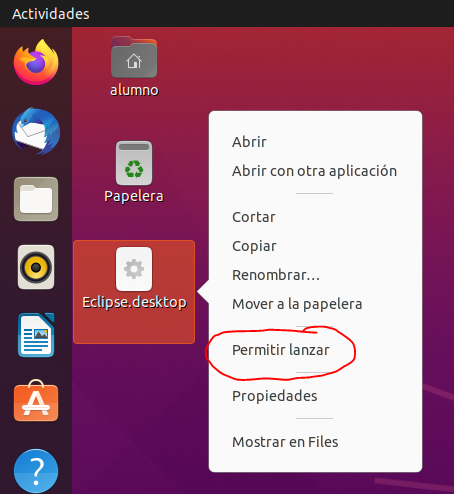 Actividades
alumno
Papelera
Eclipse.desktop
Abrir
Abrir con otra aplicación
Cortar
Copiar
Renombrar...
Mover a la papelera
Permitir lanzar
Propiedades
Mostrar en Files
?